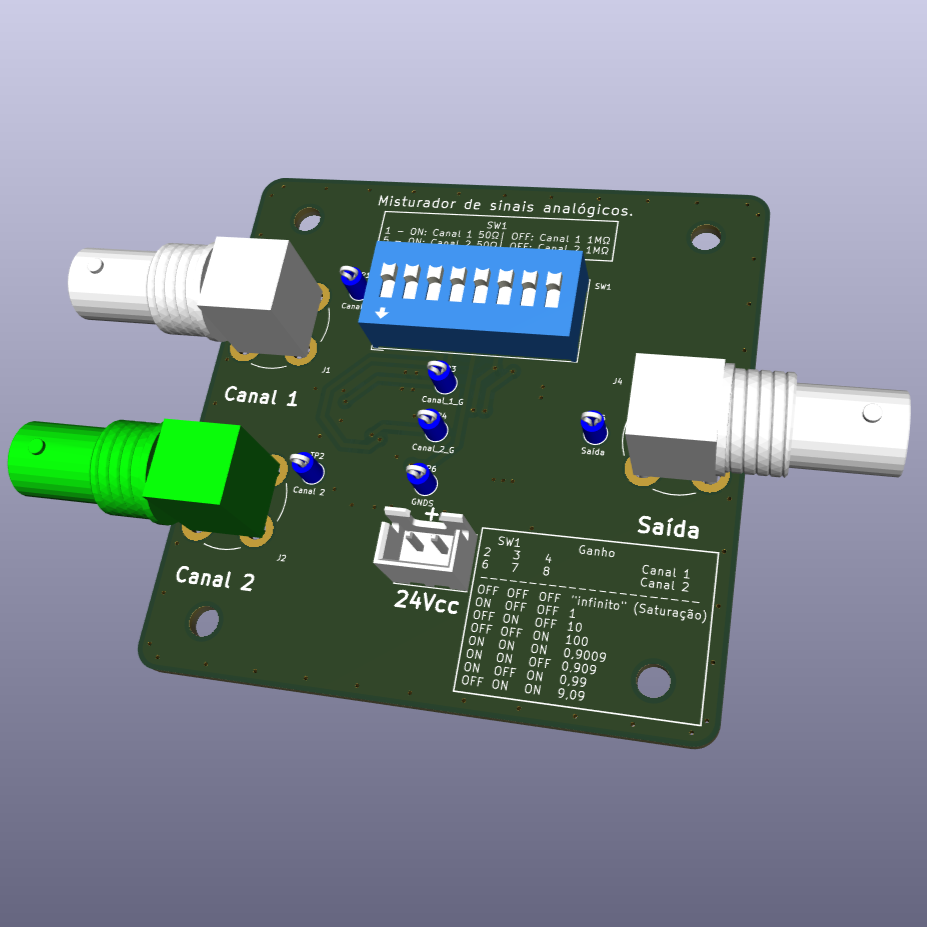 Misturador de sinais analógicos.
SW1
1 - ON: Canal 1 50Ω| OFF: Canal 1 1MΩ
5 - ON: Canal 2 50Ω| OFF: Canal 2 1MΩ
SW1
J1
Canal 1
Canal_1_G
J4
Canal_2_G
Saída
TP2
Canal 2
GNDS
J2
Canal 2
+
24Vcc
Saída
SW1 Ganho
2 3 4 Canal 1
6 7 8 Canal 2
OFF OFF OFF "infinito" (Saturação)
ON OFF OFF 1
OFF ON OFF 10
OFF OFF ON 100
ON ON ON 0,9009
ON ON OFF 0,909
ON OFF ON 0,99
OFF ON ON 9,09